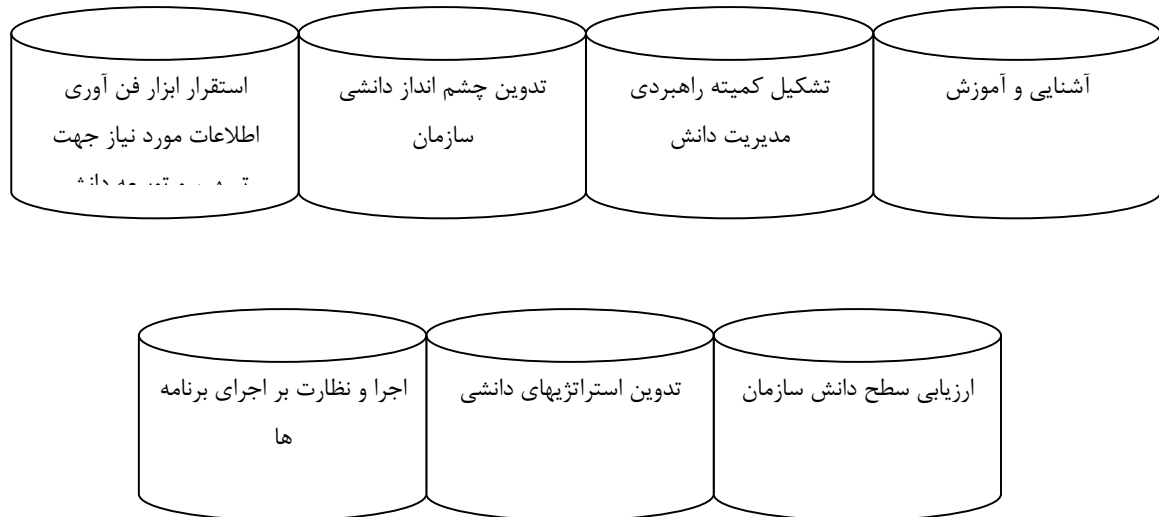 آشنایی و آموزش
تشکیل کمیته راهبردی
مدیریت دانش
تدوین چشم انداز دانشی
سازمان
استقرار ابزار فن آوری
اطلاعات مورد نیاز جهت
ارزیابی سطح دانش سازمان
تدوین استراتژیهای دانشی
اجرا و نظارت بر اجرای برنامه
ها